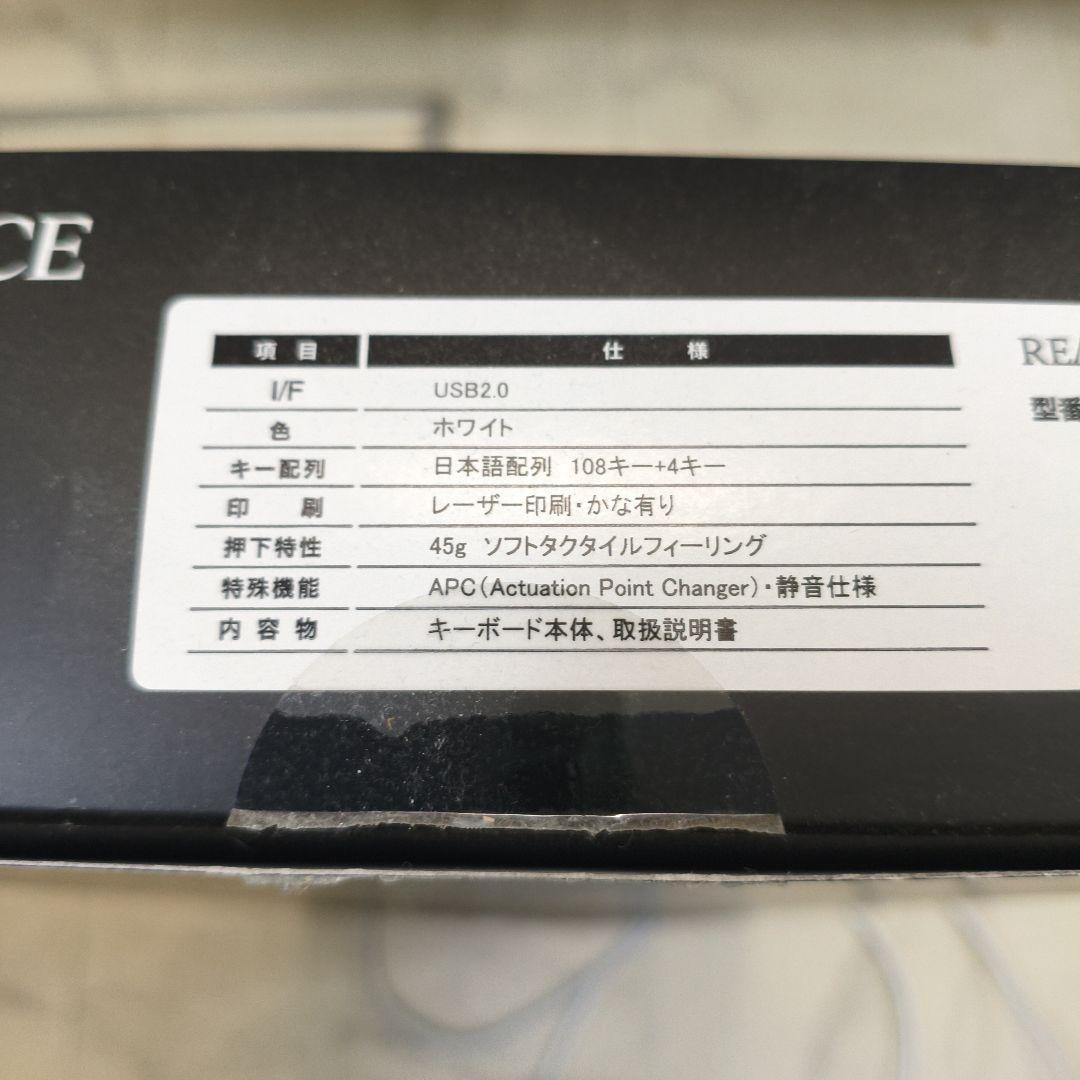 CE
項目 仕様
I/F USB2.0
色 ホワイト
キー配列 日本語配列 108キー+4キー
印刷 レーザー印刷・かな有り
押下特性 45g ソフトタクタイルフィーリング
特殊機能 APC(Actuation Point Changer)・静音仕様
内容物 キーボード本体、取扱説明書
REA
型番